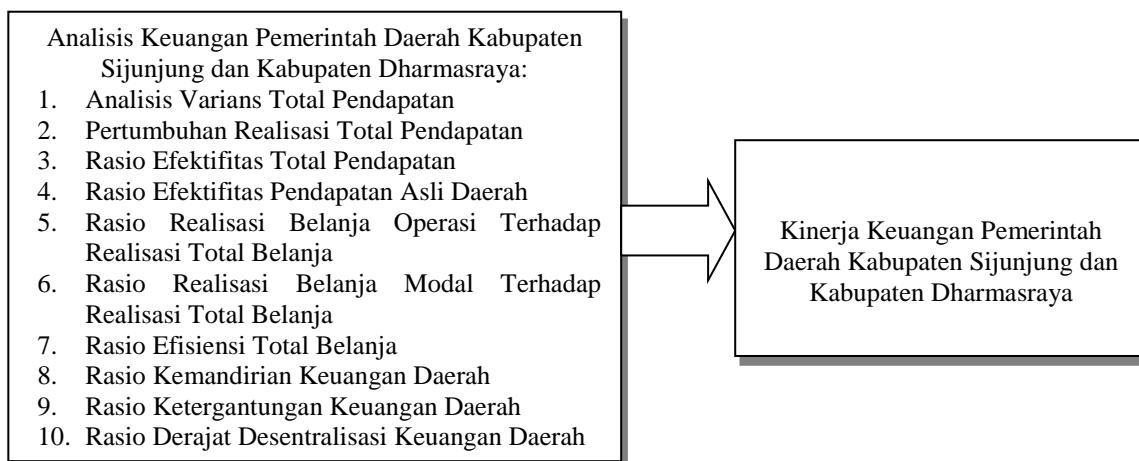 Analisis Keuangan Pemerintah Daerah Kabupaten
Sijunjung dan Kabupaten Dharmasraya:
1. Analisis Varians Total Pendapatan
2. Pertumbuhan Realisasi Total Pendapatan
3. Rasio Efektifitas Total Pendapatan
4. Rasio Efektifitas Pendapatan Asli Daerah
5. Rasio Realisasi Belanja Operasi Terhadap
Realisasi Total Belanja
6. Rasio Realisasi Belanja Modal Terhadap
Realisasi Total Belanja
7. Rasio Efisiensi Total Belanja
8. Rasio Kemandirian Keuangan Daerah
9. Rasio Ketergantungan Keuangan Daerah
10. Rasio Derajat Desentralisasi Keuangan Daerah
Kinerja Keuangan Pemerintah
Daerah Kabupaten Sijunjung dan
Kabupaten Dharmasraya